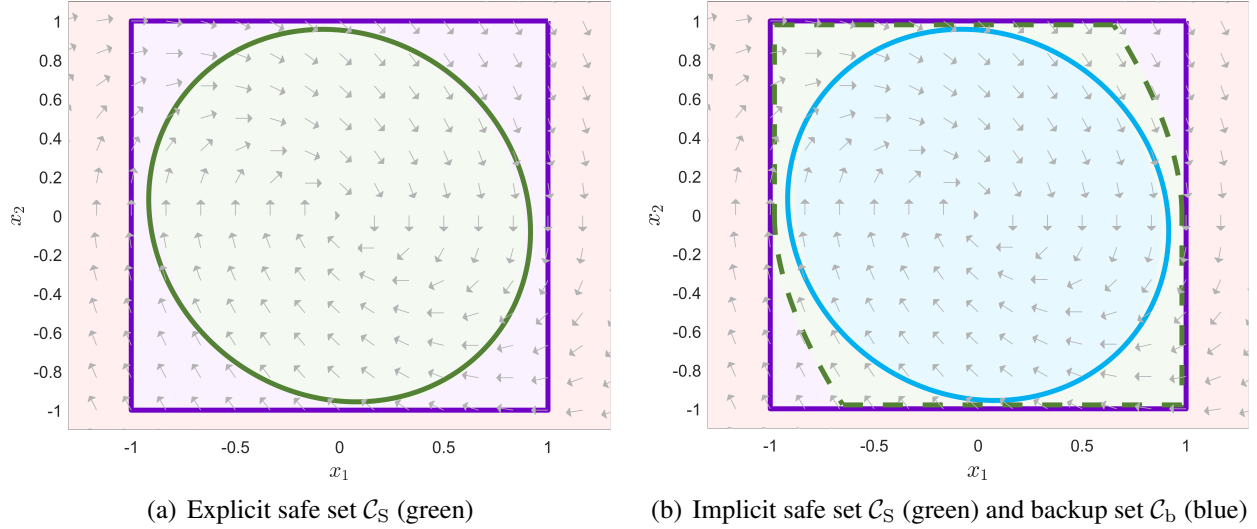 1
0.8
0.6
0.4
0.2
0
-0.2
-0.4
-0.6
-0.8
-1
x₂
-1 -0.5 0 0.5 1
x₁
(a) Explicit safe set 𝒞_S (green)
1
0.8
0.6
0.4
0.2
0
-0.2
-0.4
-0.6
-0.8
-1
x₂
-1 -0.5 0 0.5 1
x₁
(b) Implicit safe set 𝒞_S (green) and backup set 𝒞_b (blue)